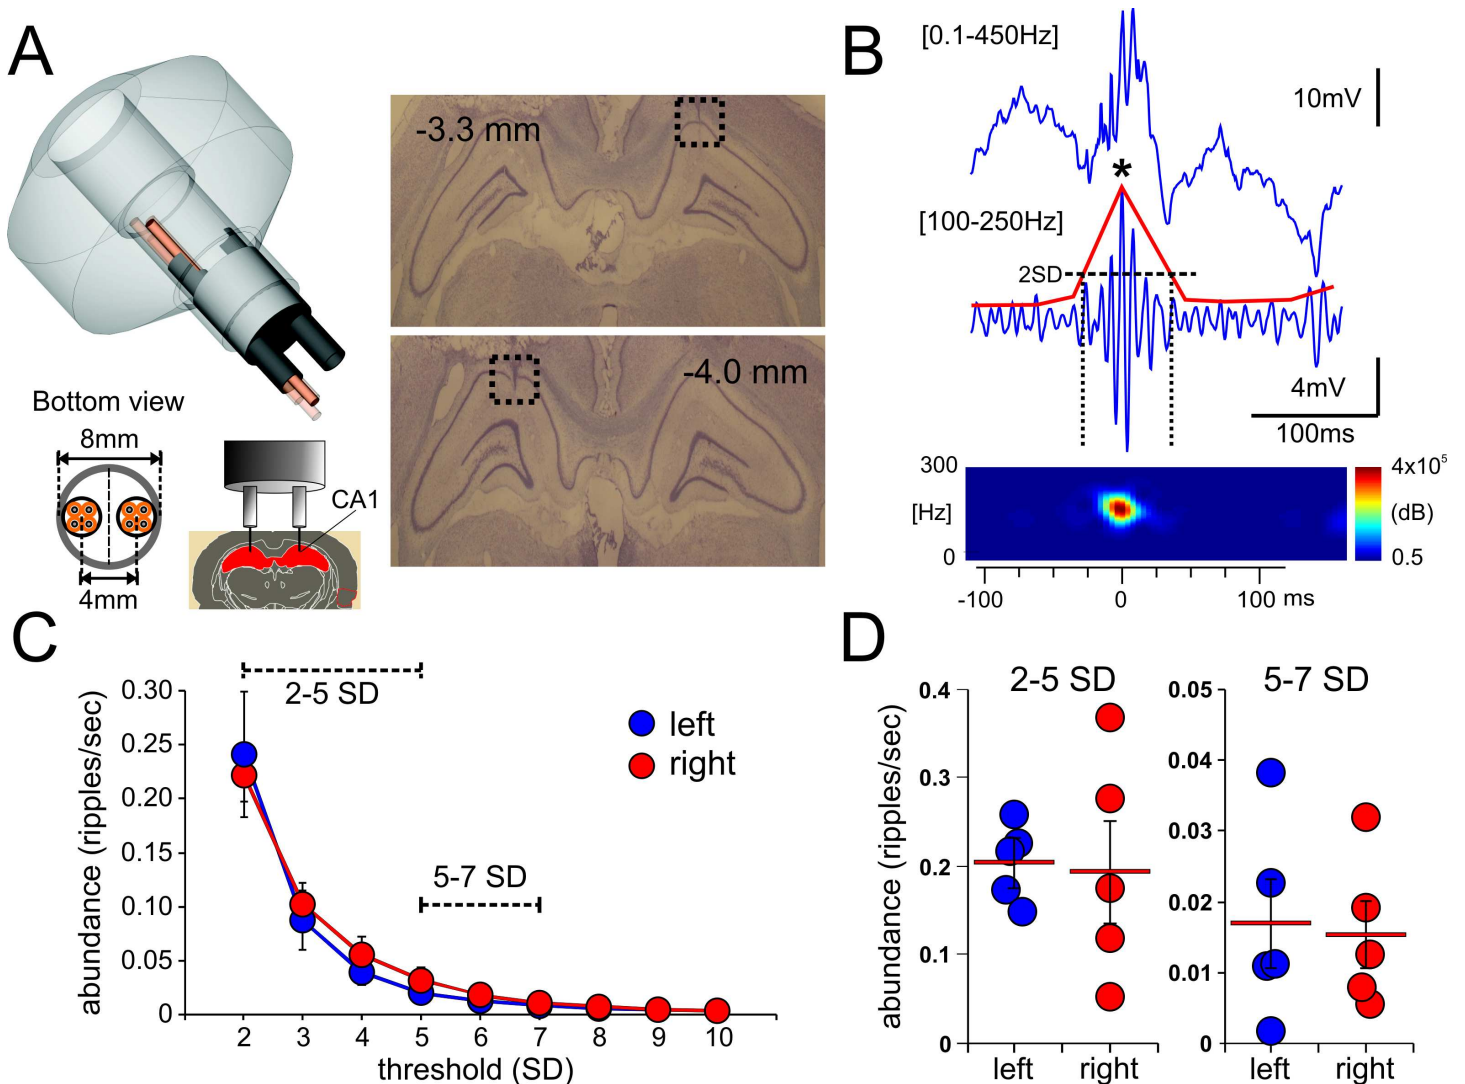 A
-3.3 mm
-4.0 mm
Bottom view
8mm
4mm
CA1
B
[0.1-450Hz]
10mV
*
[100-250Hz]
2SD
4mV
100ms
300
[Hz]
0
4x10⁵
(dB)
0.5
-100 0 100 ms
C
abundance (ripples/sec)
0.30
0.25
0.20
0.15
0.10
0.05
0
2-5 SD
5-7 SD
left
right
2 3 4 5 6 7 8 9 10
threshold (SD)
D
abundance (ripples/sec)
2-5 SD
0.4
0.3
0.2
0.1
0
left right
5-7 SD
0.05
0.04
0.03
0.02
0.01
0
left right